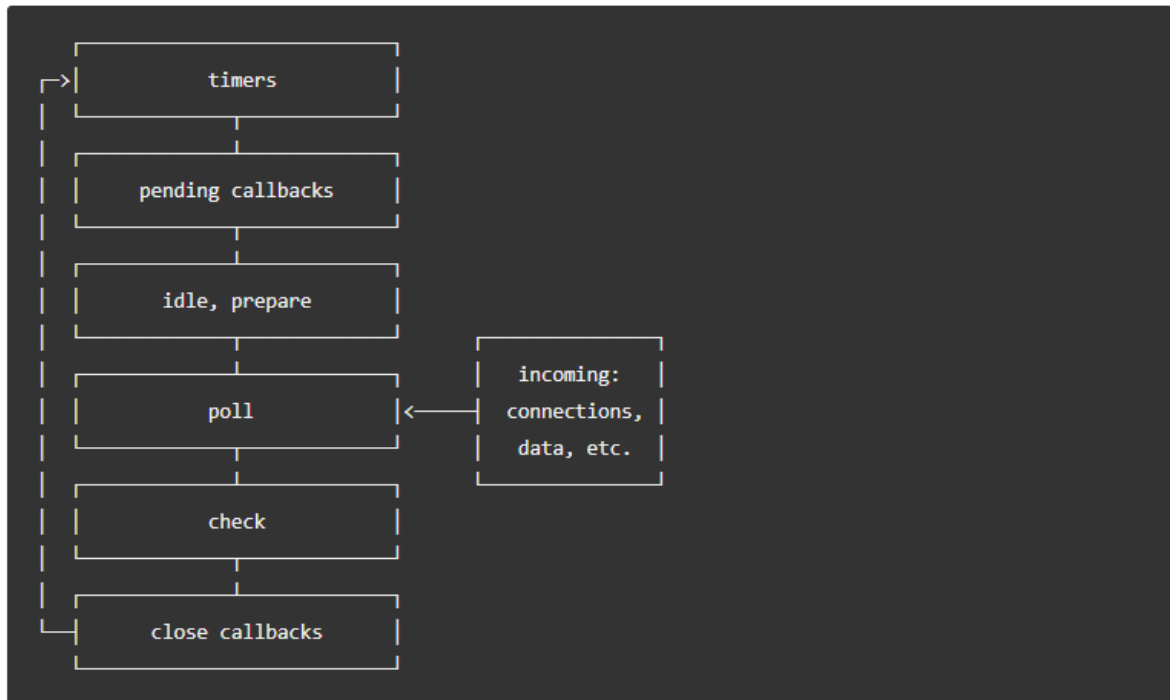 timers
pending callbacks
idle, prepare
poll
incoming:
connections,
data, etc.
check
close callbacks